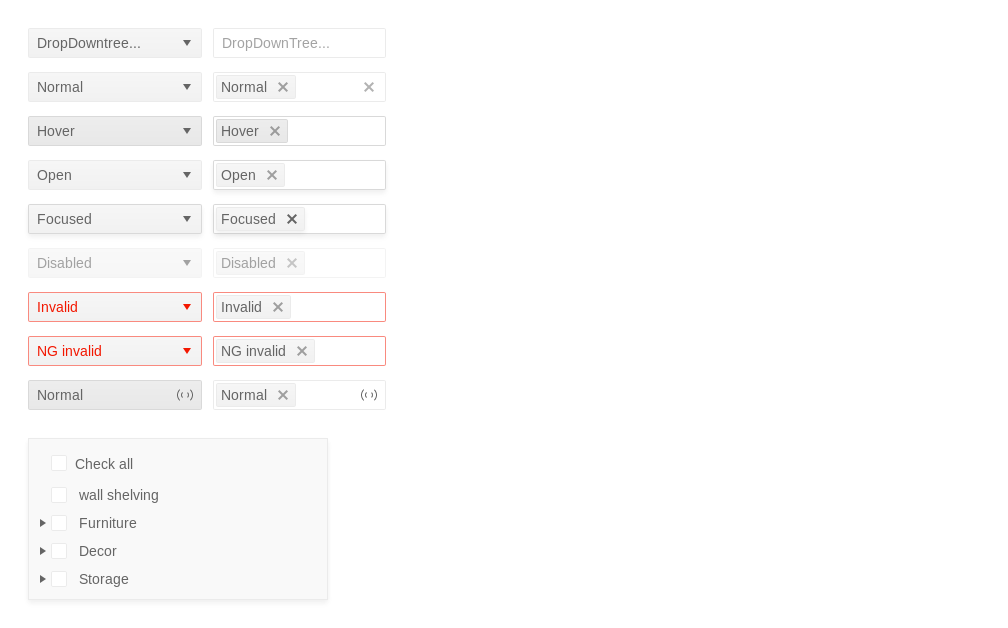 DropDowntree... DropDownTree...
Normal Normal
Hover Hover
Open Open
Focused Focused
Disabled Disabled
Invalid Invalid
NG invalid NG invalid
Normal Normal
Check all
wall shelving
Furniture
Decor
Storage